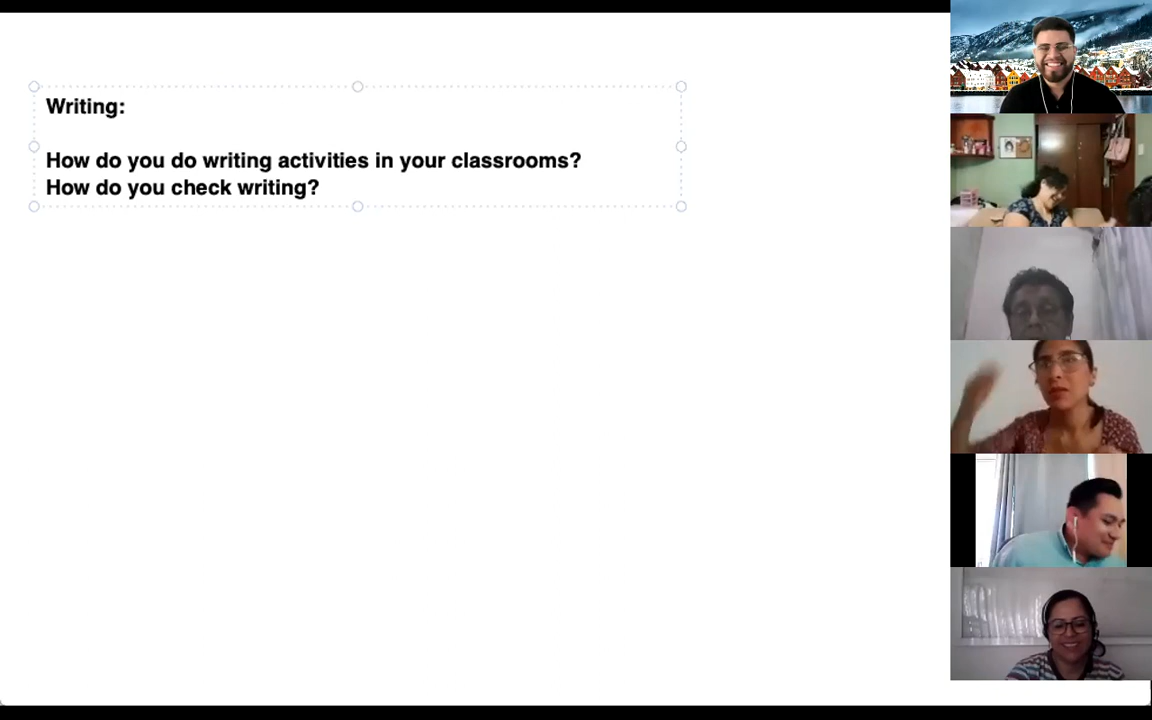 Writing:
How do you do writing activities in your classrooms?
How do you check writing?